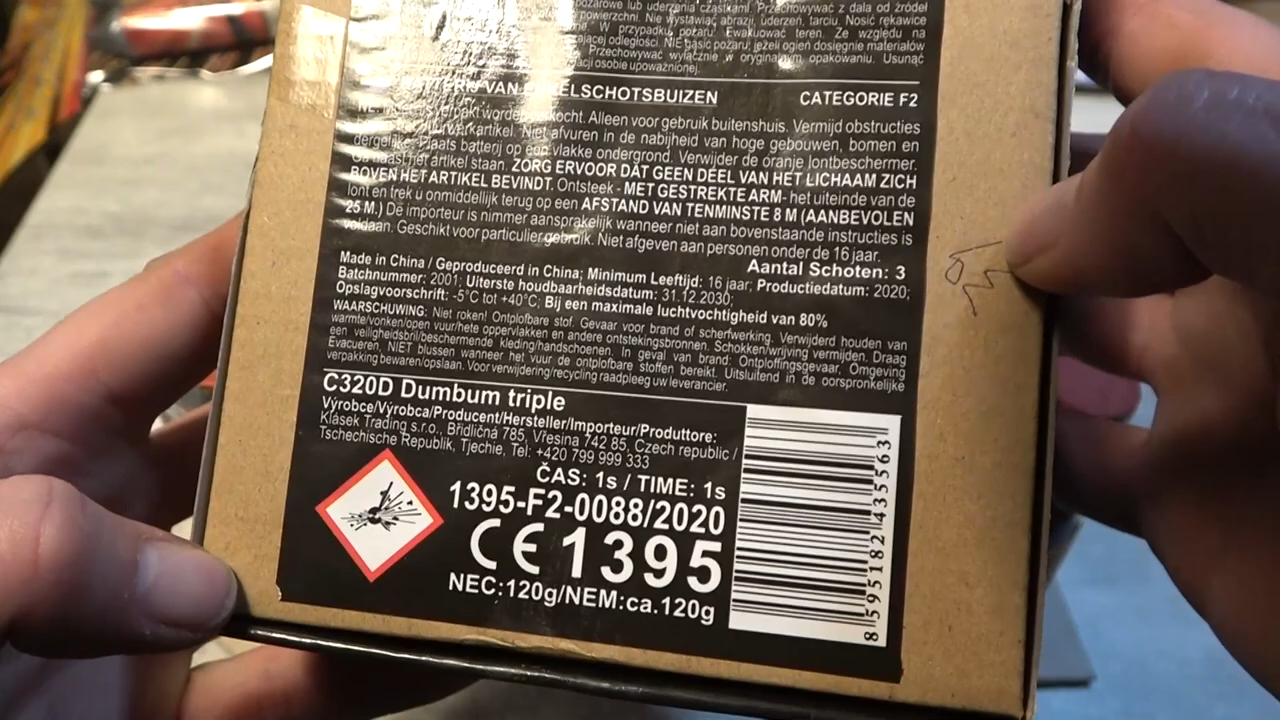 pożarowe lub uderzenia cząstkami. Przechowywać z dala od źródeł
powierzchni. Nie wystawiać abrazji, uderzeń, tarciu. Nosić rękawice
W przypadku pożaru: Ewakuować teren. Ze względu na
odległości. NIE gasić pożaru, jeżeli ogień dosięgnie materiałów
Przechowywać wyłącznie w oryginalnym opakowaniu. Usunąć
osobie upoważnionej.
VAN ENKELSCHOTSBUIZEN CATEGORIE F2
Alleen voor gebruik buitenshuis. Vermijd obstructies
Niet afvuren in de nabijheid van hoge gebouwen, bomen en
dergelijke. Plaats batterij op een vlakke ondergrond. Verwijder de oranje lontbeschermer.
Ga naast het artikel staan. ZORG ERVOOR DAT GEEN DEEL VAN HET LICHAAM ZICH
BOVEN HET ARTIKEL BEVINDT. Ontsteek - MET GESTREKTE ARM- het uiteinde van de
lont en trek u onmiddellijk terug op een AFSTAND VAN TENMINSTE 8 M (AANBEVOLEN
25 M.) De importeur is nimmer aansprakelijk wanneer niet aan bovenstaande instructies is
voldaan. Geschikt voor particulier gebruik. Niet afgeven aan personen onder de 16 jaar.
Aantal Schoten: 3
Made in China / Geproduceerd in China; Minimum Leeftijd: 16 jaar; Productiedatum: 2020;
Batchnummer: 2001; Uiterste houdbaarheidsdatum: 31.12.2030;
Opslagvoorschrift: -5°C tot +40°C; Bij een maximale luchtvochtigheid van 80%
WAARSCHUWING: Niet roken! Ontplofbare stof. Gevaar voor brand of scherfwerking. Verwijderd houden van
warmte/vonken/open vuur/hete oppervlakken en andere ontstekingsbronnen. Schokken/wrijving vermijden. Draag
een veiligheidsbril/beschermende kleding/handschoenen. In geval van brand: Ontploffingsgevaar, Omgeving
Evacueren, NIET blussen wanneer het vuur de ontplofbare stoffen bereikt. Uitsluitend in de oorspronkelijke
verpakking bewaren/opslaan. Voor verwijdering/recycling raadpleeg uw leverancier.
C320D Dumbum triple
Výrobce/Výrobca/Producent/Hersteller/Importeur/Produttore:
Klásek Trading s.r.o., Břidličná 785, Vřesina 742 85, Czech republic /
Tschechische Republik, Tjechie, Tel: +420 799 999 333
ČAS: 1s / TIME: 1s
1395-F2-0088/2020
CE 1395
NEC:120g/NEM:ca.120g
8595182435563